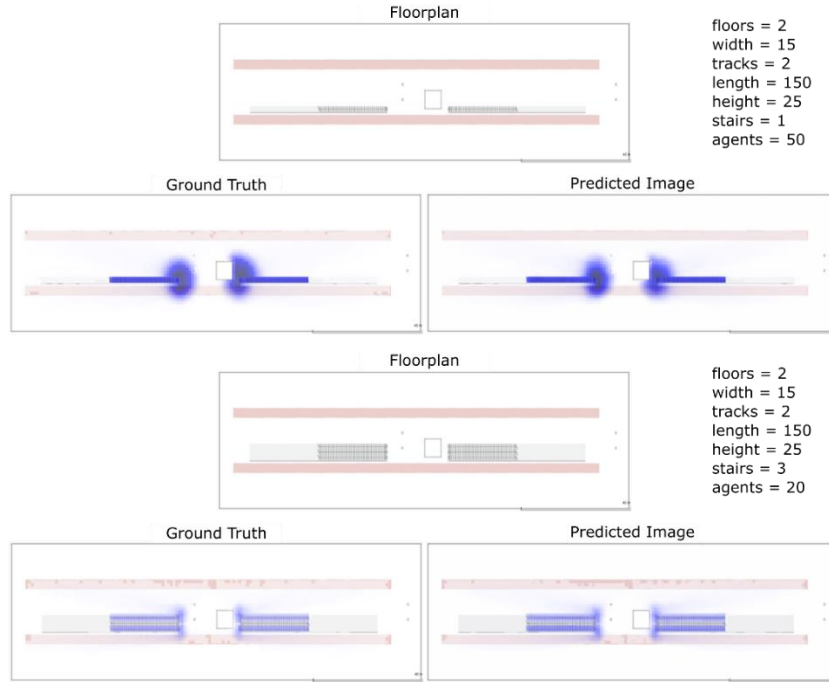 Floorplan
floors = 2
width = 15
tracks = 2
length = 150
height = 25
stairs = 1
agents = 50
Ground Truth
Predicted Image
Floorplan
floors = 2
width = 15
tracks = 2
length = 150
height = 25
stairs = 3
agents = 20
Ground Truth
Predicted Image